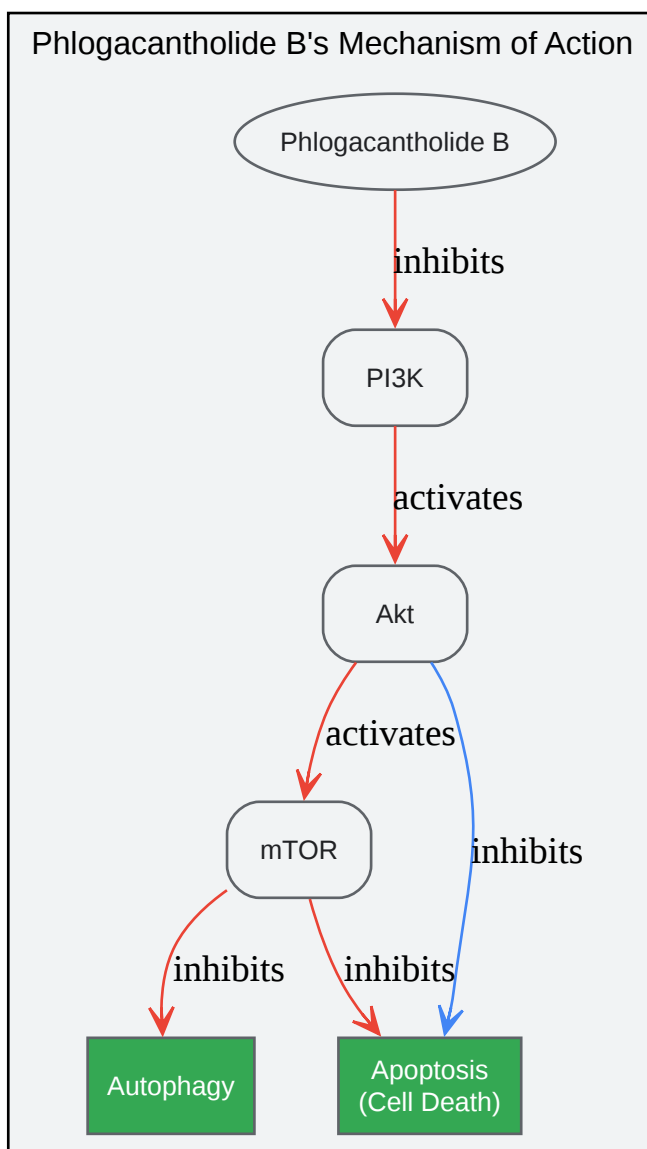 Phlogacantholide B's Mechanism of Action
Phlogacantholide B
inhibits
PI3K
activates
Akt
activates
mTOR
inhibits
inhibits
inhibits
Autophagy
Apoptosis
(Cell Death)